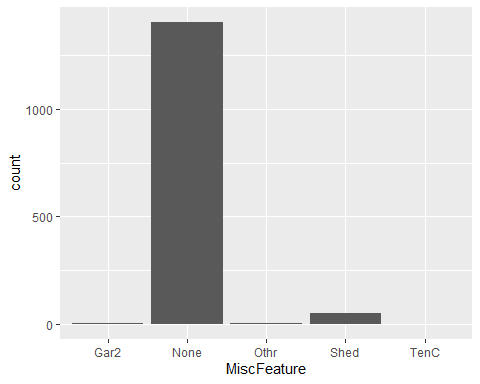 count
1000
500
0
Gar2 None Othr Shed TenC
MiscFeature